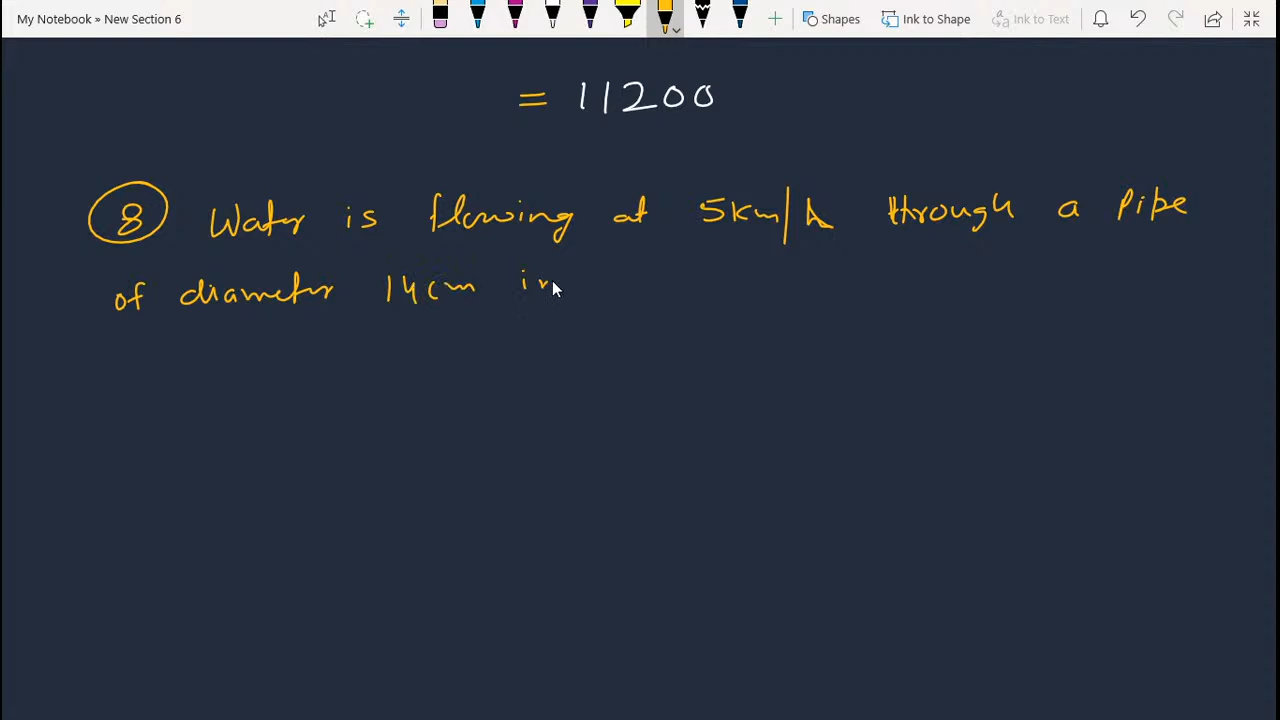 My Notebook » New Section 6
Shapes
Ink to Shape
Ink to Text
= 11200
8 Water is flowing at 5km/h through a pipe
of diameter 14cm in